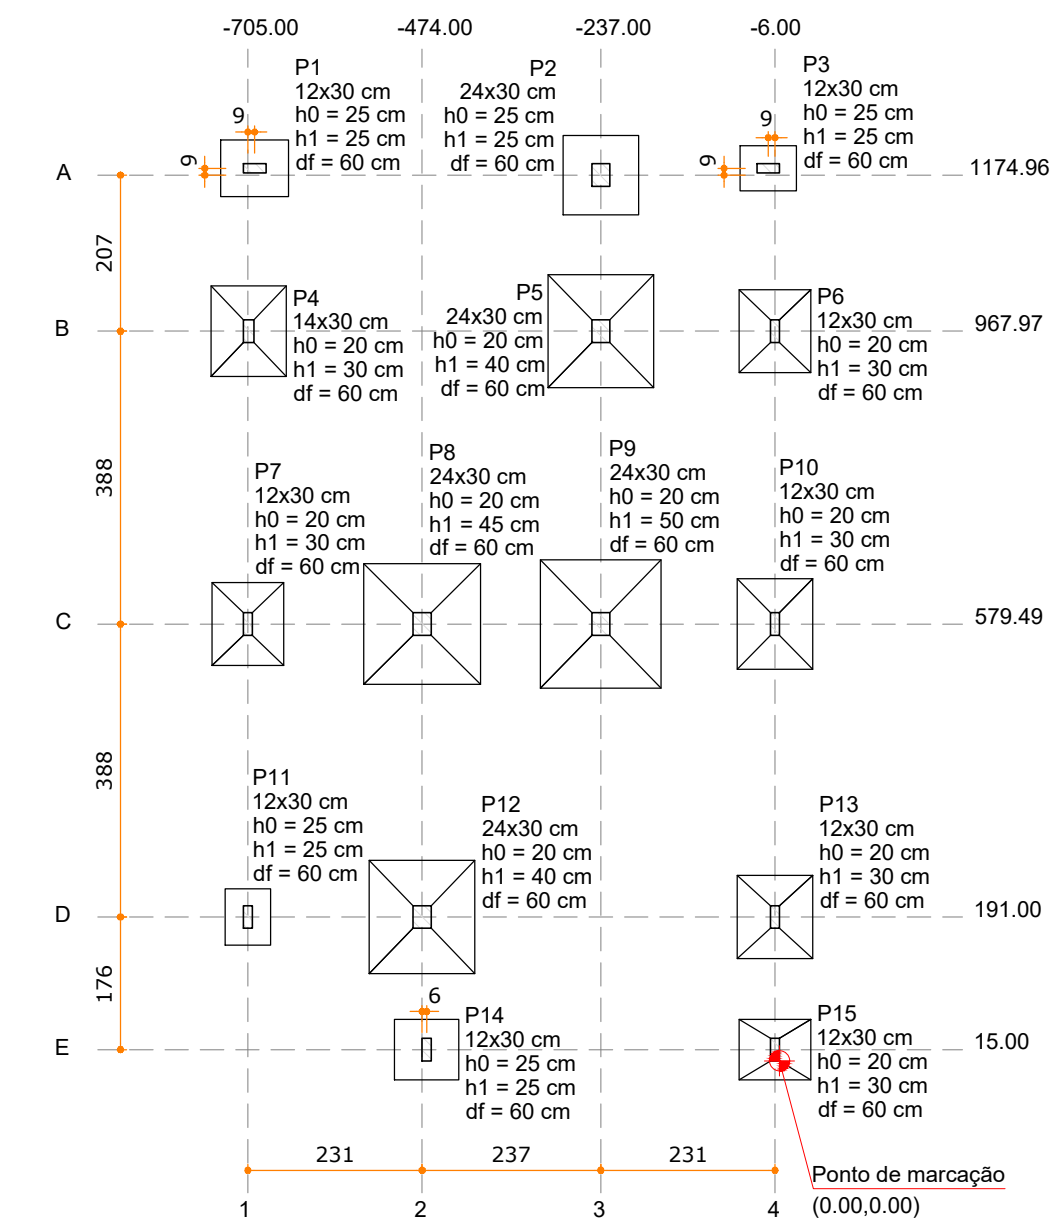 -705.00
-474.00
-237.00
-6.00
P1
12x30 cm
h0 = 25 cm
h1 = 25 cm
df = 60 cm
9
9
P2
24x30 cm
h0 = 25 cm
h1 = 25 cm
df = 60 cm
P3
12x30 cm
h0 = 25 cm
h1 = 25 cm
df = 60 cm
9
9
A
1174.96
207
P4
14x30 cm
h0 = 20 cm
h1 = 30 cm
df = 60 cm
P5
24x30 cm
h0 = 20 cm
h1 = 40 cm
df = 60 cm
P6
12x30 cm
h0 = 20 cm
h1 = 30 cm
df = 60 cm
B
967.97
388
P7
12x30 cm
h0 = 20 cm
h1 = 30 cm
df = 60 cm
P8
24x30 cm
h0 = 20 cm
h1 = 45 cm
df = 60 cm
P9
24x30 cm
h0 = 20 cm
h1 = 50 cm
df = 60 cm
P10
12x30 cm
h0 = 20 cm
h1 = 30 cm
df = 60 cm
C
579.49
388
P11
12x30 cm
h0 = 25 cm
h1 = 25 cm
df = 60 cm
P12
24x30 cm
h0 = 20 cm
h1 = 40 cm
df = 60 cm
P13
12x30 cm
h0 = 20 cm
h1 = 30 cm
df = 60 cm
D
191.00
176
6
P14
12x30 cm
h0 = 25 cm
h1 = 25 cm
df = 60 cm
P15
12x30 cm
h0 = 20 cm
h1 = 30 cm
df = 60 cm
E
15.00
231
237
231
Ponto de marcação
(0.00,0.00)
1
2
3
4